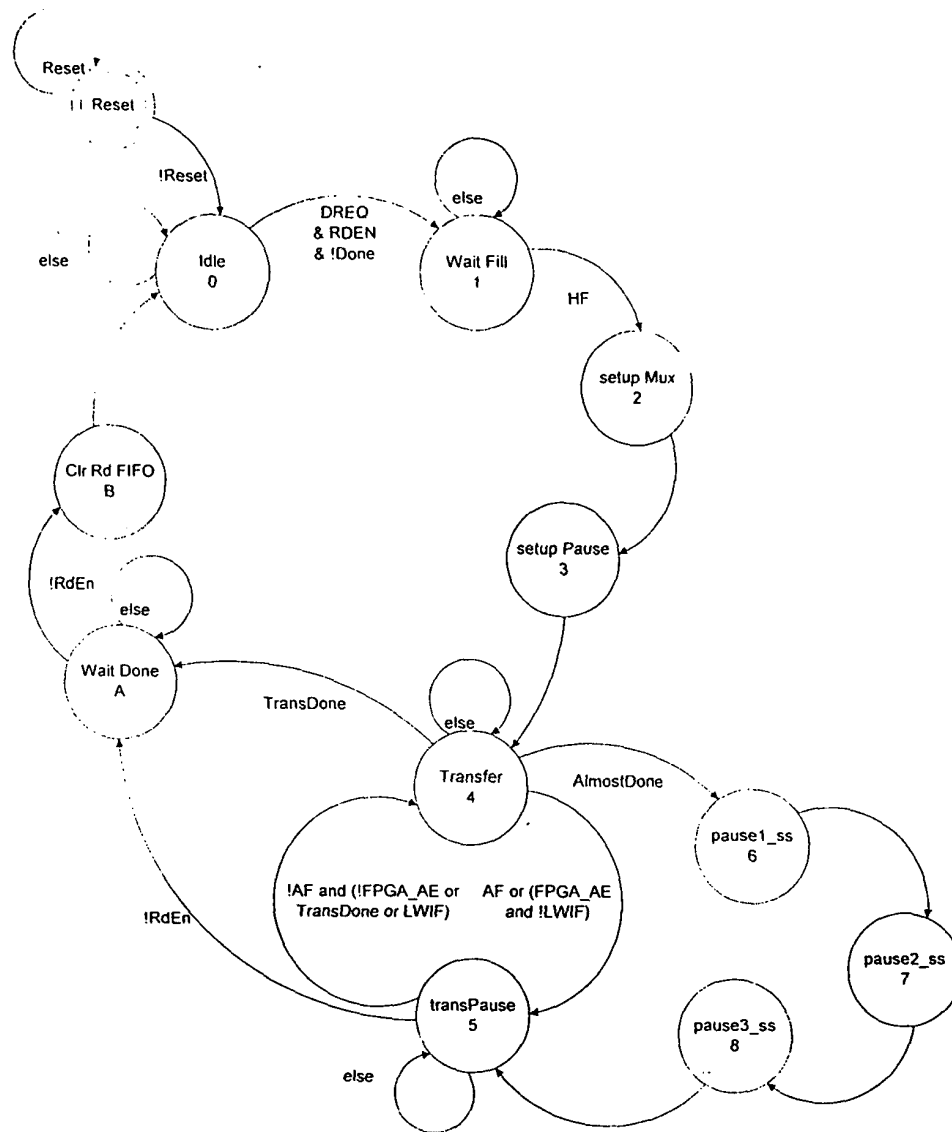 Reset
Reset
!Reset
else
Idle
0
DREQ
& RDEN
& !Done
else
Wait Fill
1
HF
setup Mux
2
Clr Rd FIFO
B
setup Pause
3
!RdEn
else
Wait Done
A
TransDone
else
Transfer
4
AlmostDone
pause1_ss
6
!AF and (!FPGA_AE or
TransDone or LWIF)
AF or (FPGA_AE
and !LWIF)
!RdEn
pause2_ss
7
transPause
5
pause3_ss
8
else